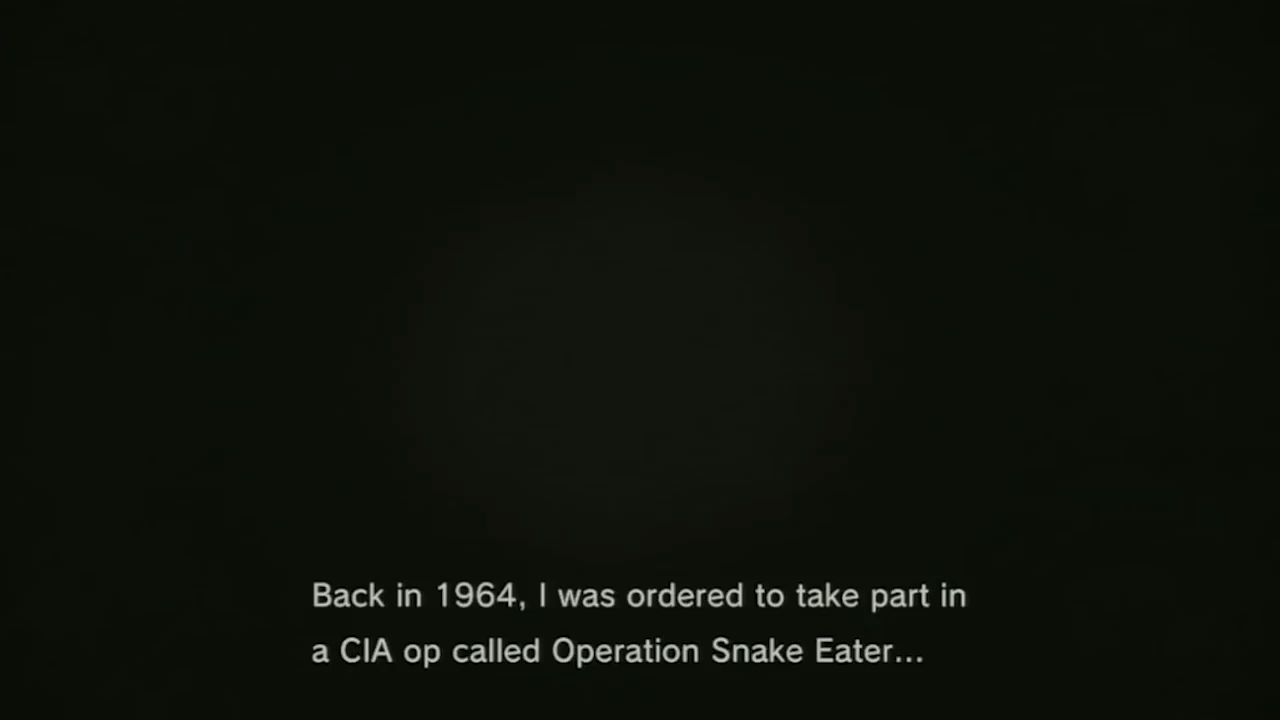 Back in 1964, I was ordered to take part in
a CIA op called Operation Snake Eater...